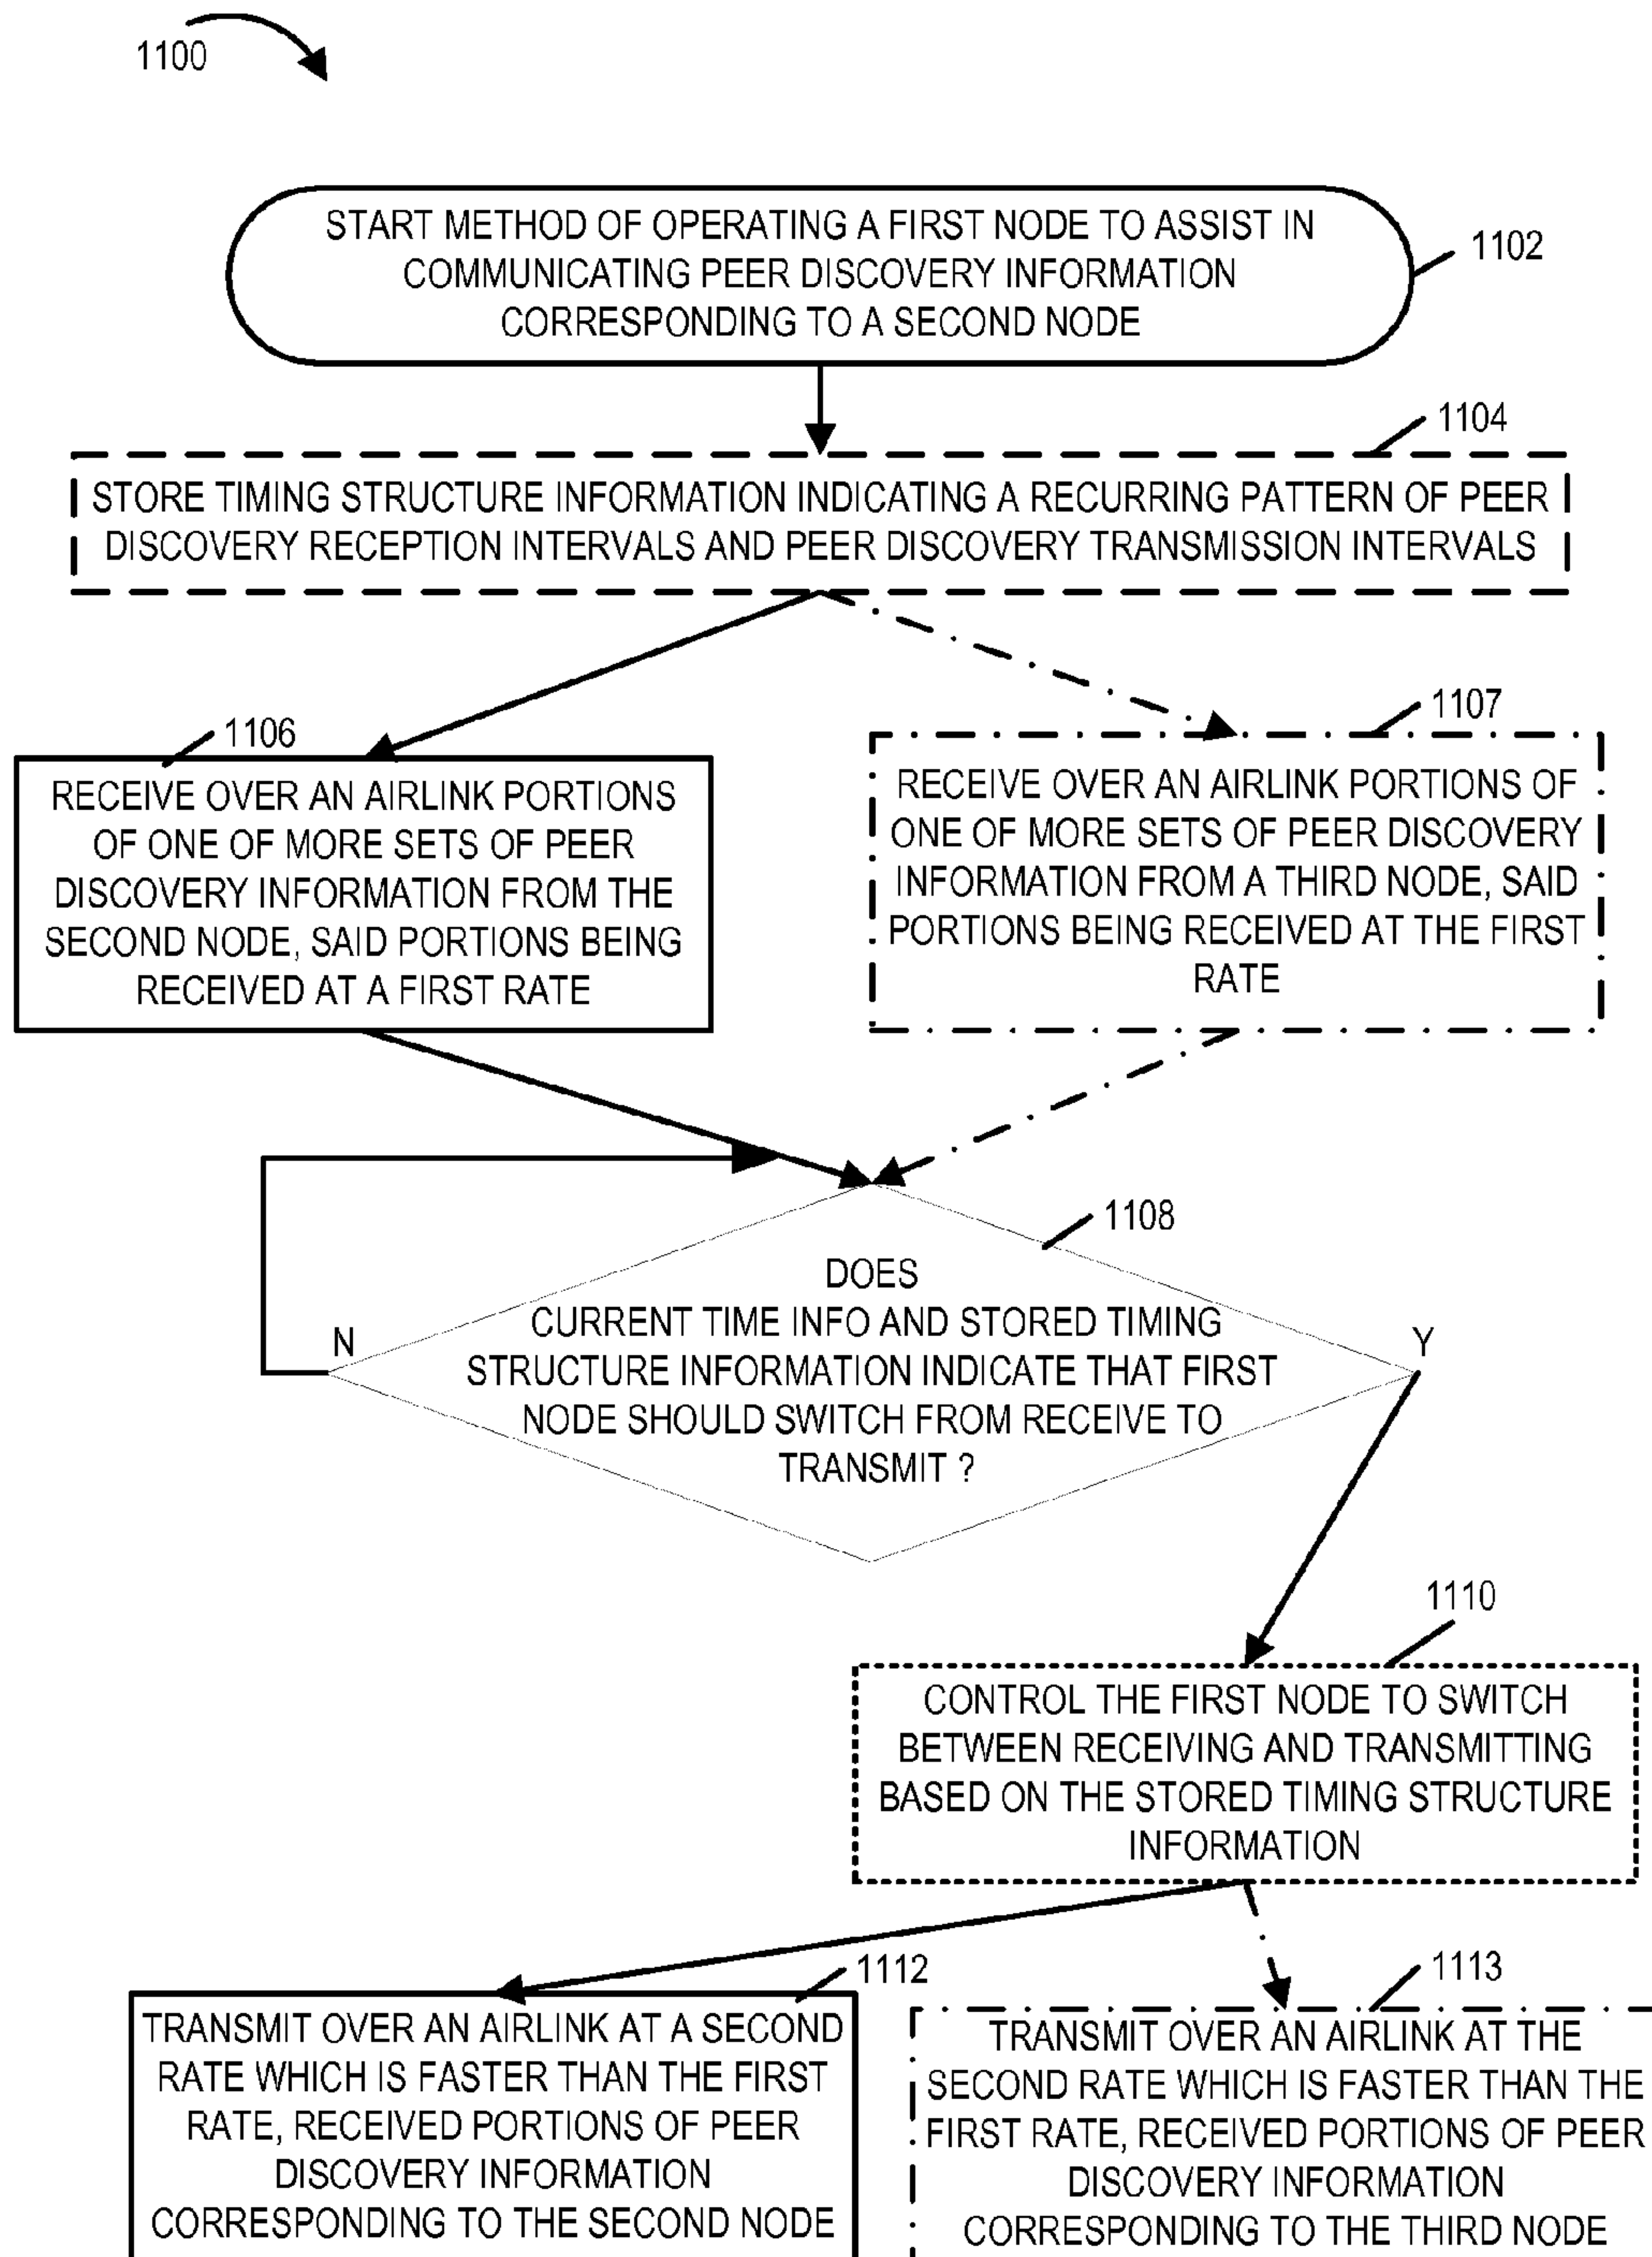 1100
START METHOD OF OPERATING A FIRST NODE TO ASSIST IN
COMMUNICATING PEER DISCOVERY INFORMATION
CORRESPONDING TO A SECOND NODE
1102
1104
STORE TIMING STRUCTURE INFORMATION INDICATING A RECURRING PATTERN OF PEER
DISCOVERY RECEPTION INTERVALS AND PEER DISCOVERY TRANSMISSION INTERVALS
1106
RECEIVE OVER AN AIRLINK PORTIONS
OF ONE OF MORE SETS OF PEER
DISCOVERY INFORMATION FROM THE
SECOND NODE, SAID PORTIONS BEING
RECEIVED AT A FIRST RATE
1107
RECEIVE OVER AN AIRLINK PORTIONS OF
ONE OF MORE SETS OF PEER DISCOVERY
INFORMATION FROM A THIRD NODE, SAID
PORTIONS BEING RECEIVED AT THE FIRST
RATE
1108
DOES
CURRENT TIME INFO AND STORED TIMING
STRUCTURE INFORMATION INDICATE THAT FIRST
NODE SHOULD SWITCH FROM RECEIVE TO
TRANSMIT ?
N
Y
1110
CONTROL THE FIRST NODE TO SWITCH
BETWEEN RECEIVING AND TRANSMITTING
BASED ON THE STORED TIMING STRUCTURE
INFORMATION
1112
TRANSMIT OVER AN AIRLINK AT A SECOND
RATE WHICH IS FASTER THAN THE FIRST
RATE, RECEIVED PORTIONS OF PEER
DISCOVERY INFORMATION
CORRESPONDING TO THE SECOND NODE
1113
TRANSMIT OVER AN AIRLINK AT THE
SECOND RATE WHICH IS FASTER THAN THE
FIRST RATE, RECEIVED PORTIONS OF PEER
DISCOVERY INFORMATION
CORRESPONDING TO THE THIRD NODE